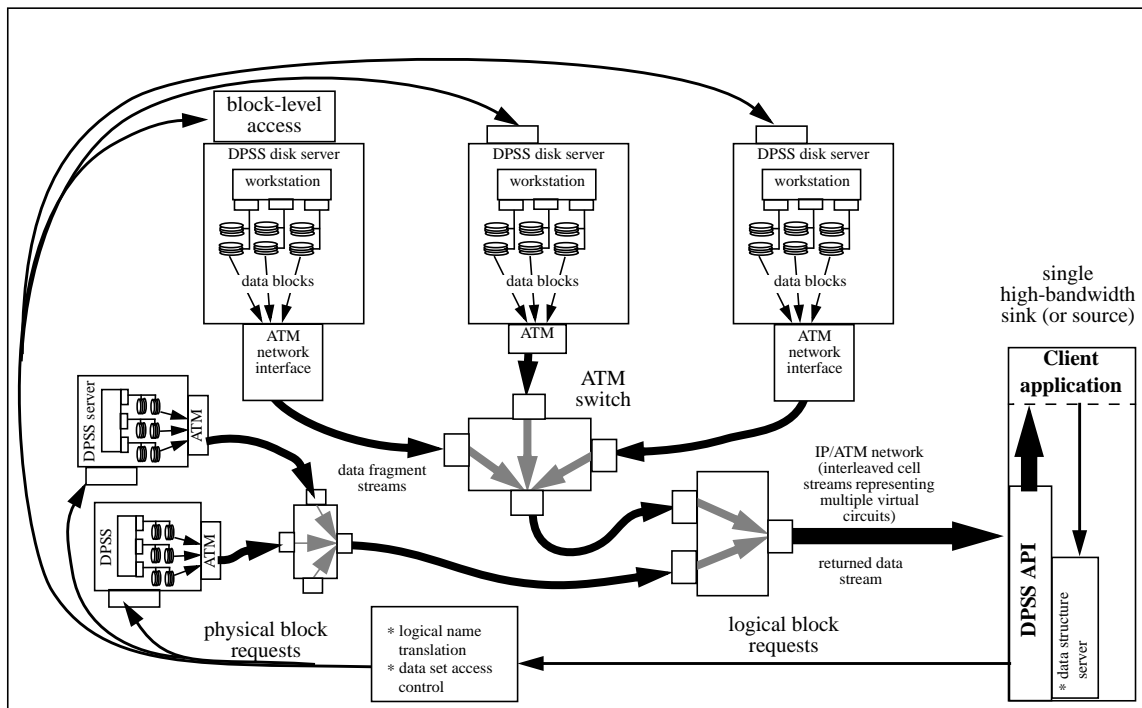 block-level
access
DPSS disk server
workstation
data blocks
ATM
network
interface
DPSS disk server
workstation
data blocks
ATM
DPSS disk server
workstation
data blocks
ATM
network
interface
single
high-bandwidth
sink (or source)
Client
application
DPSS API
* data structure
server
DPSS server
ATM
DPSS
ATM
ATM
switch
data fragment
streams
IP/ATM network
(interleaved cell
streams representing
multiple virtual
circuits)
returned data
stream
physical block
requests
* logical name
translation
* data set access
control
logical block
requests